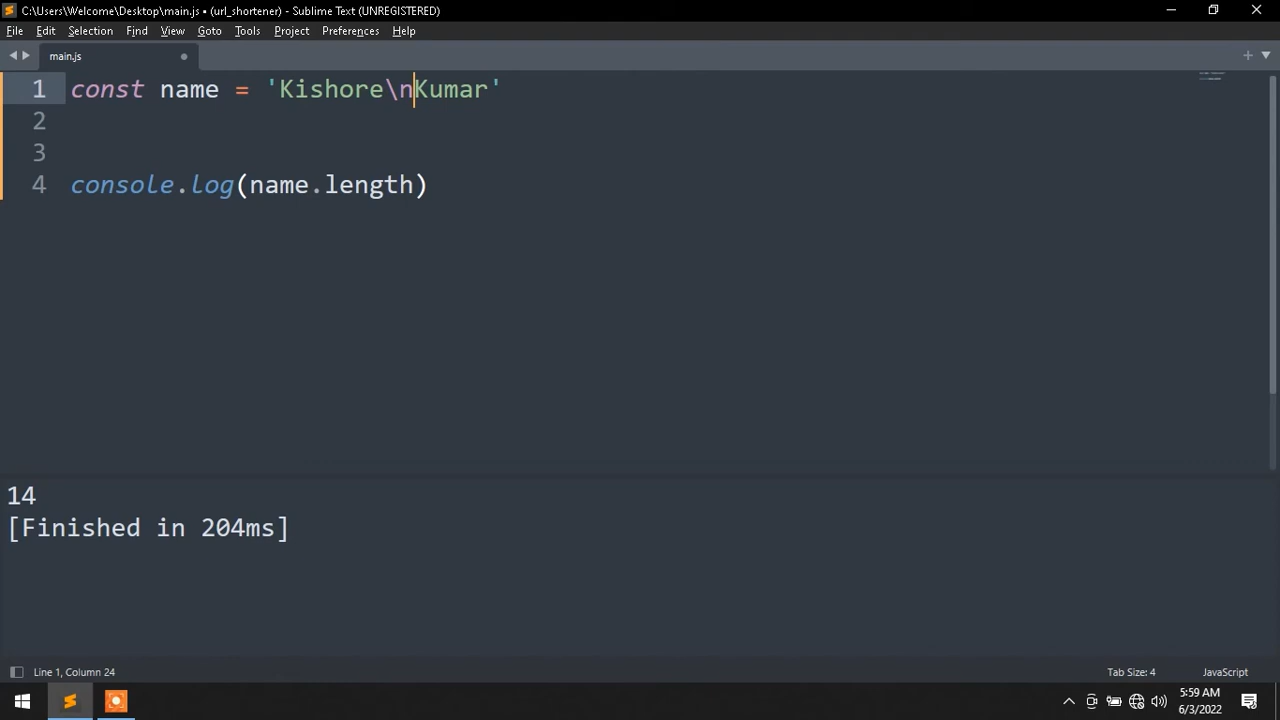 C:\Users\Welcome\Desktop\main.js • (url_shortener) - Sublime Text (UNREGISTERED)
File Edit Selection Find View Goto Tools Project Preferences Help
main.js
1 const name = 'Kishore\nKumar'
2
3
4 console.log(name.length)
14
[Finished in 204ms]
Line 1, Column 24 Tab Size: 4 JavaScript
5:59 AM
6/3/2022